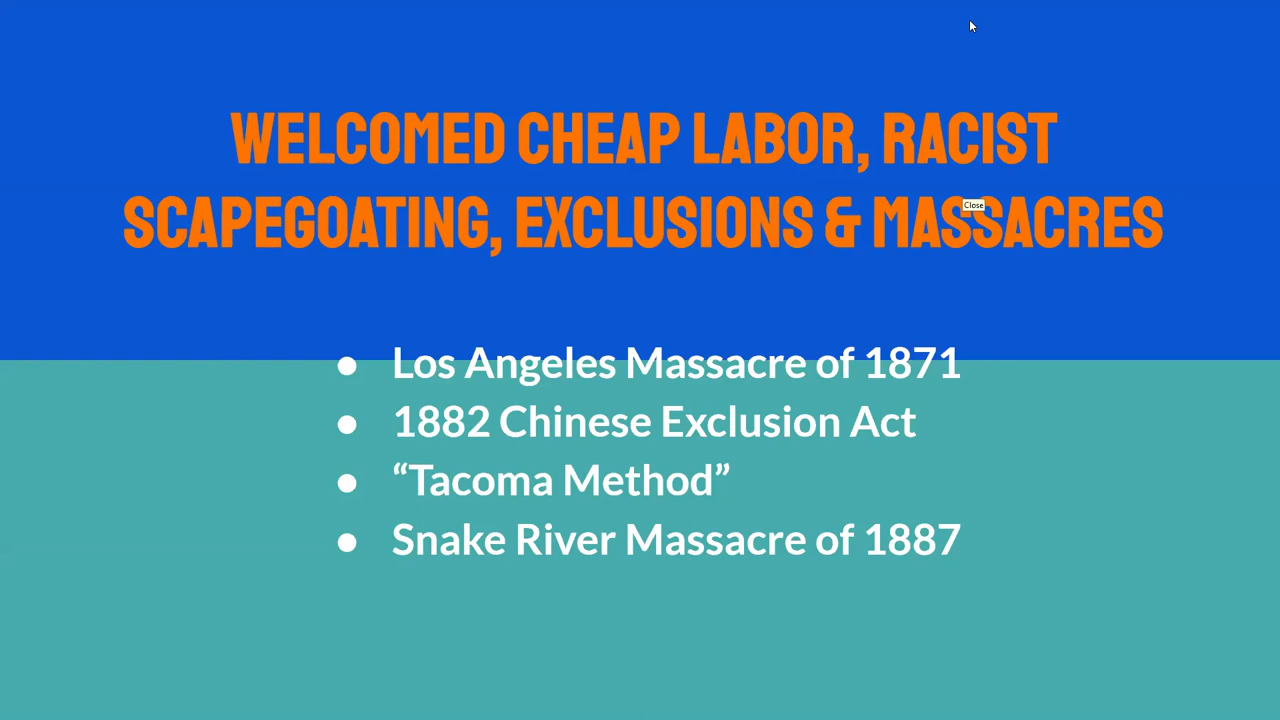 WELCOMED CHEAP LABOR, RACIST
SCAPEGOATING, EXCLUSIONS & MASSACRES
Close
● Los Angeles Massacre of 1871
● 1882 Chinese Exclusion Act
● “Tacoma Method”
● Snake River Massacre of 1887